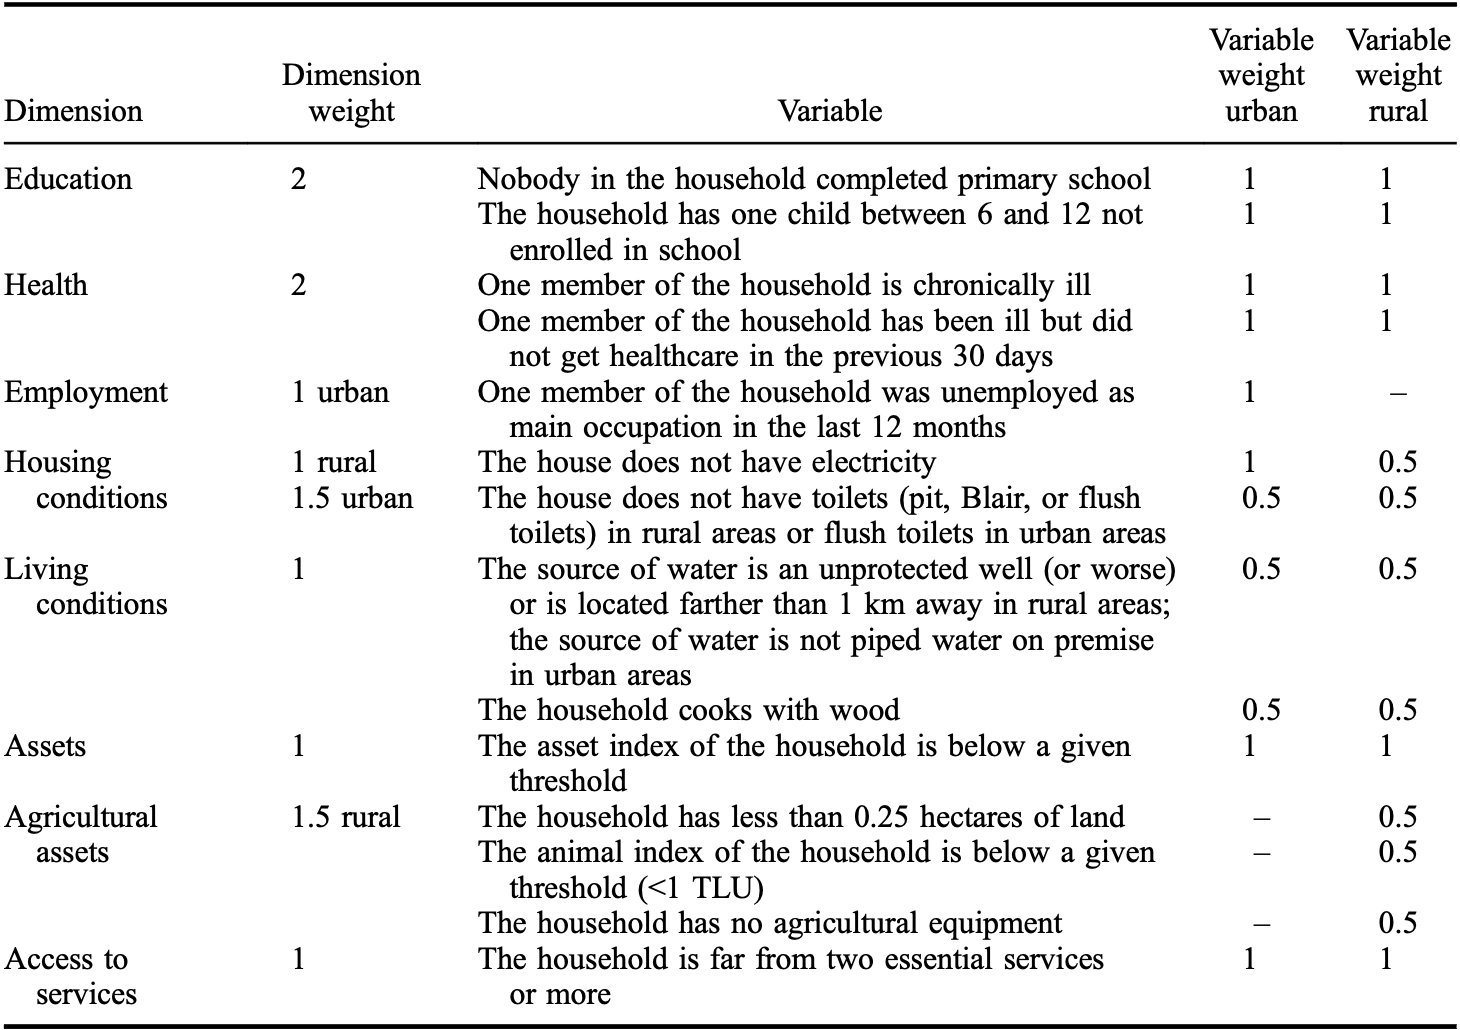 Dimension Dimension weight Variable Variable weight urban Variable weight rural
Education 2 Nobody in the household completed primary school 1 1
The household has one child between 6 and 12 not 1 1
enrolled in school
Health 2 One member of the household is chronically ill 1 1
One member of the household has been ill but did 1 1
not get healthcare in the previous 30 days
Employment 1 urban One member of the household was unemployed as 1 –
main occupation in the last 12 months
Housing 1 rural The house does not have electricity 1 0.5
conditions 1.5 urban The house does not have toilets (pit, Blair, or flush 0.5 0.5
toilets) in rural areas or flush toilets in urban areas
Living 1 The source of water is an unprotected well (or worse) 0.5 0.5
conditions or is located farther than 1 km away in rural areas;
the source of water is not piped water on premise
in urban areas
The household cooks with wood 0.5 0.5
Assets 1 The asset index of the household is below a given 1 1
threshold
Agricultural 1.5 rural The household has less than 0.25 hectares of land – 0.5
assets The animal index of the household is below a given – 0.5
threshold (<1 TLU)
The household has no agricultural equipment – 0.5
Access to 1 The household is far from two essential services 1 1
services or more